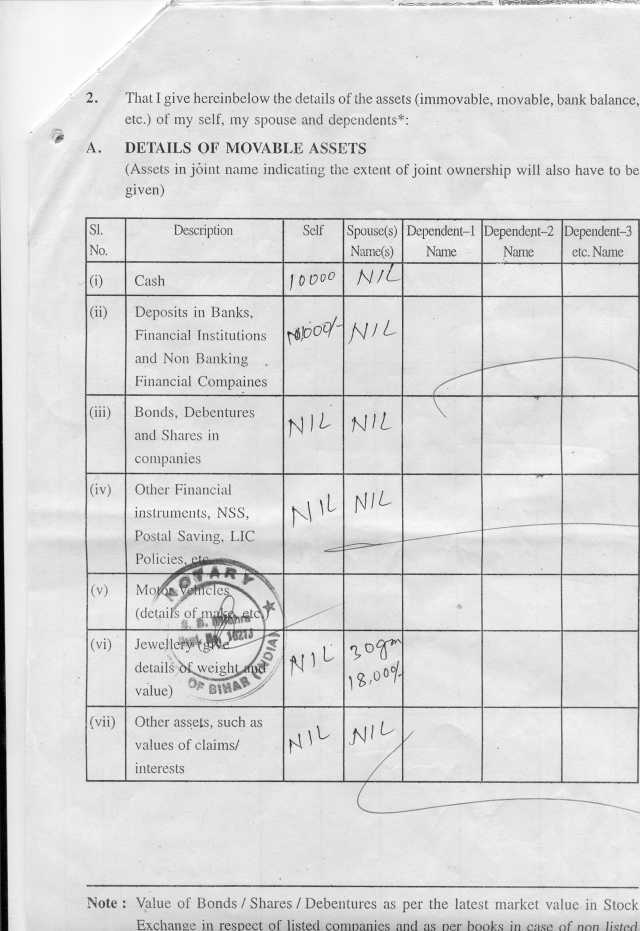 2. That I give hereinbelow the details of the assets (immovable, movable, bank balance,
etc.) of my self, my spouse and dependents*:
A. DETAILS OF MOVABLE ASSETS
(Assets in joint name indicating the extent of joint ownership will also have to be
given)
Sl. No. Description Self Spouse(s) Name(s) Dependent–1 Name Dependent–2 Name Dependent–3 etc. Name
(i) Cash 10000 NIL
(ii) Deposits in Banks,
Financial Institutions NIL
and Non Banking
Financial Compaines
(iii) Bonds, Debentures NIL NIL
and Shares in
companies
(iv) Other Financial NIL NIL
instruments, NSS,
Postal Saving, LIC
Policies, etc
(v) Motor Vehicles
(details of make, etc.)
NOTARY
OF BIHAR (INDIA)
(vi) Jewellery (give NIL 30gm
details of weight and 18,000/-
value)
(vii) Other assets, such as NIL NIL
values of claims/
interests
Note : Value of Bonds / Shares / Debentures as per the latest market value in Stock
Exchange in respect of listed companies and as per books in case of non listed